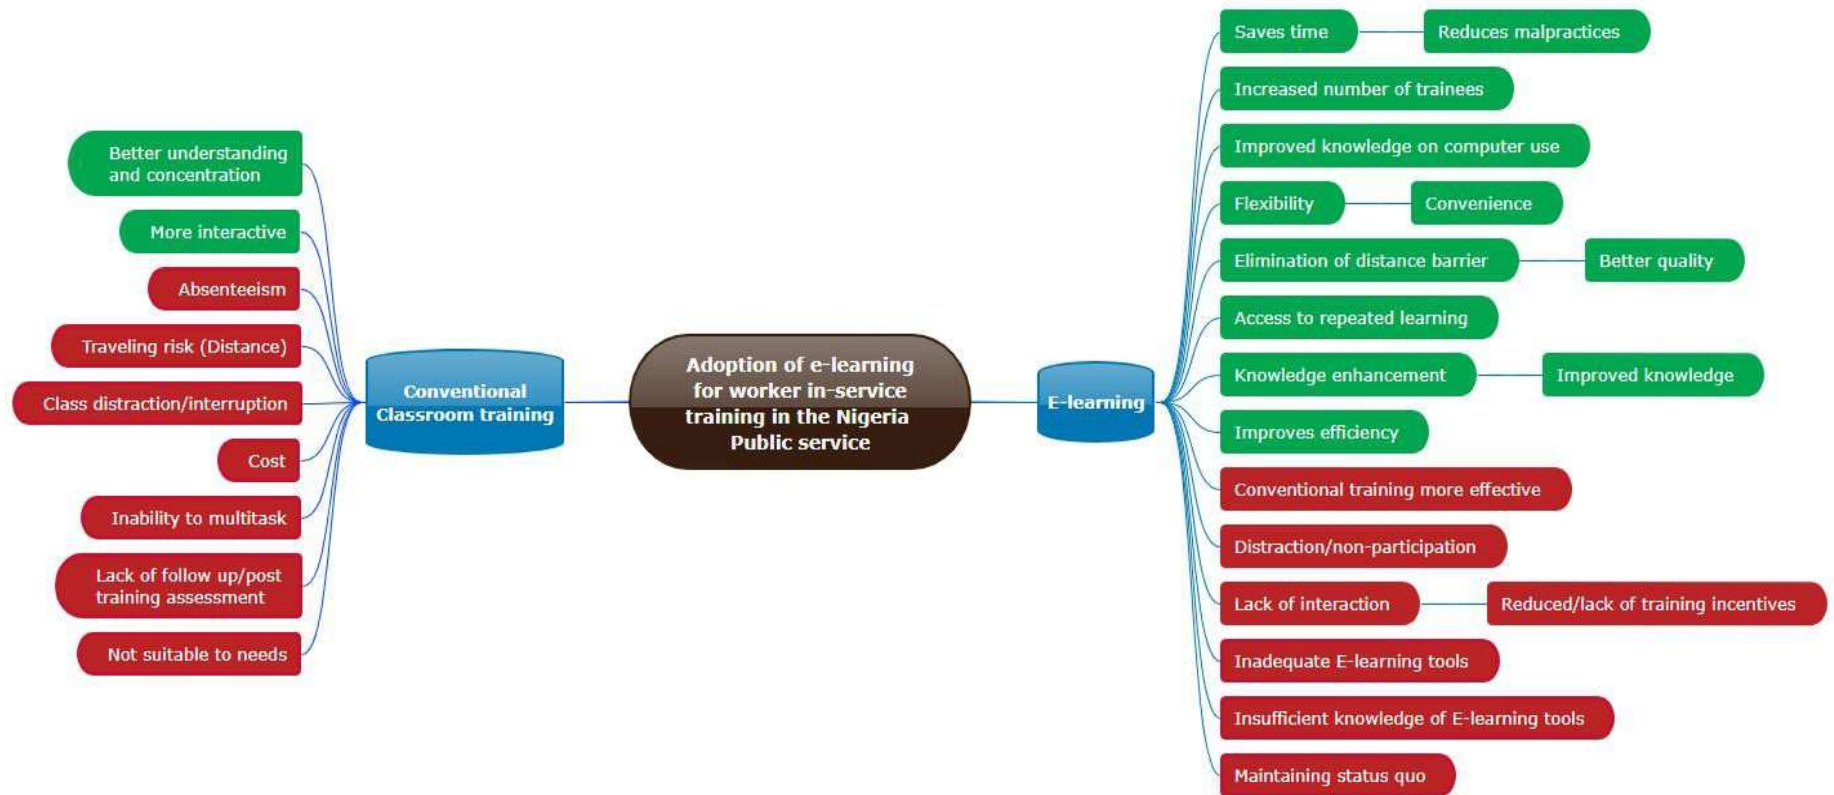 Better understanding
and concentration
More interactive
Absenteeism
Traveling risk (Distance)
Class distraction/interruption
Cost
Inability to multitask
Lack of follow up/post
training assessment
Not suitable to needs
Conventional
Classroom training
Adoption of e-learning
for worker in-service
training in the Nigeria
Public service
E-learning
Saves time
Reduces malpractices
Increased number of trainees
Improved knowledge on computer use
Flexibility
Convenience
Elimination of distance barrier
Better quality
Access to repeated learning
Knowledge enhancement
Improved knowledge
Improves efficiency
Conventional training more effective
Distraction/non-participation
Lack of interaction
Reduced/lack of training incentives
Inadequate E-learning tools
Insufficient knowledge of E-learning tools
Maintaining status quo